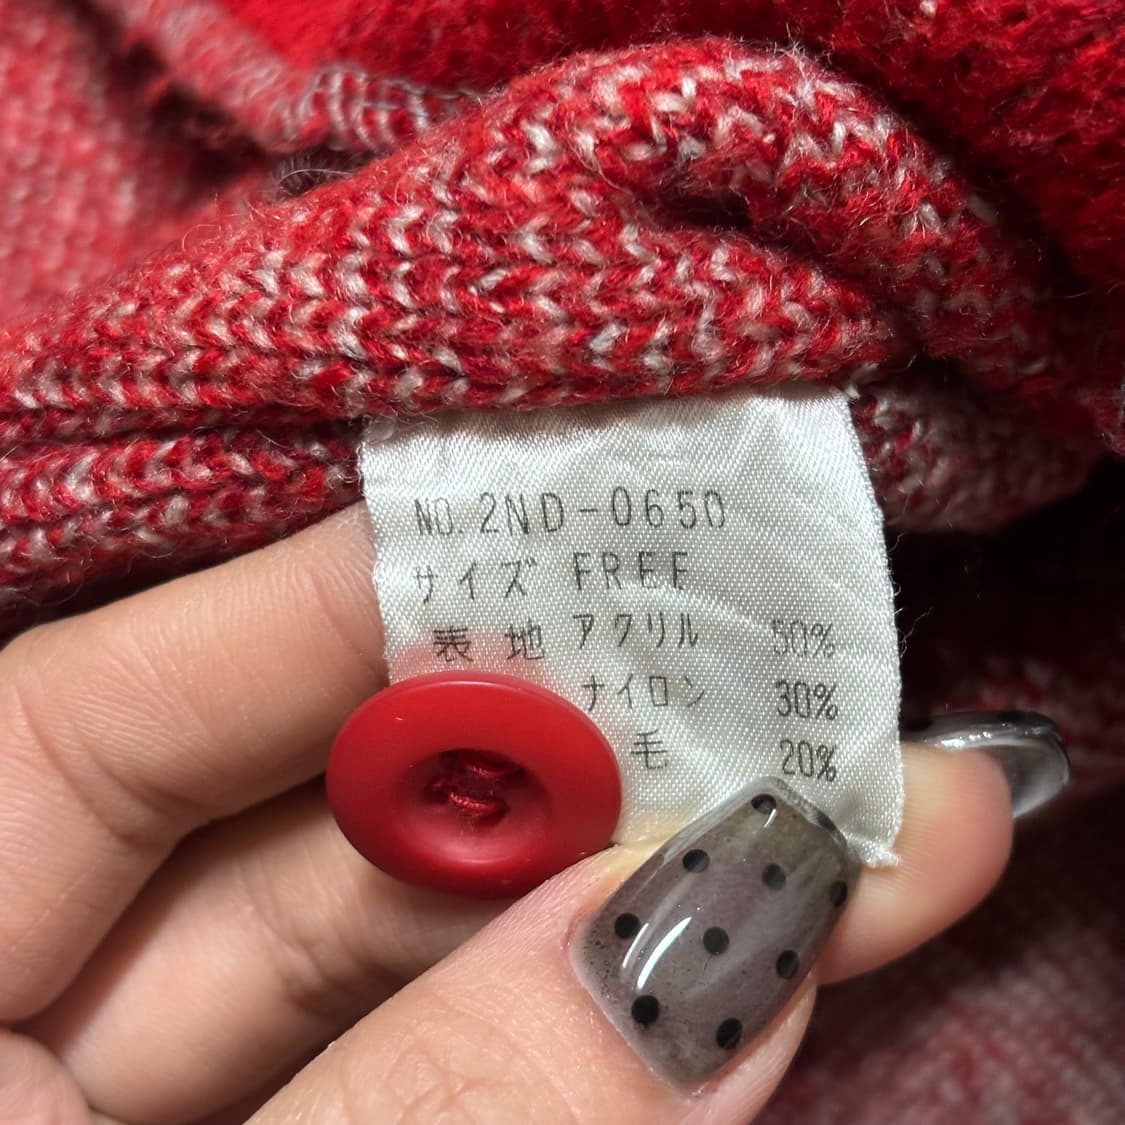 NO. 2ND-0650
サイズ FREE
表地 アクリル 50%
ナイロン 30%
毛 20%